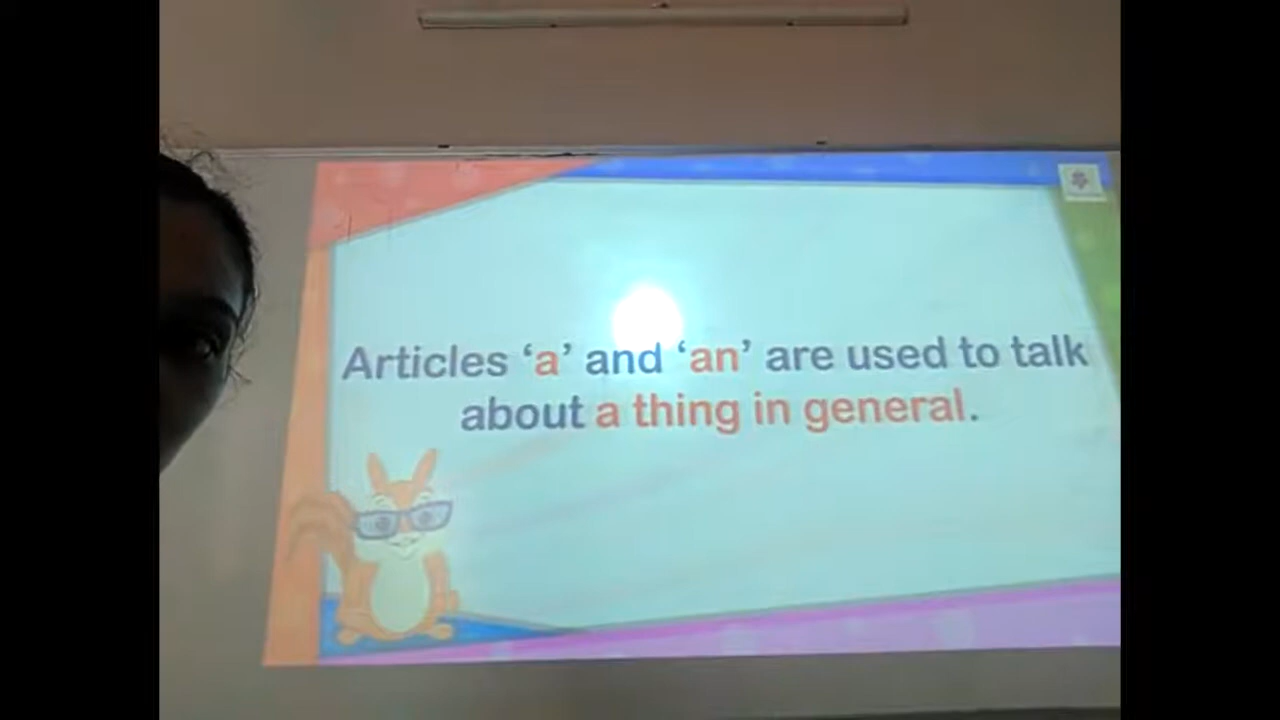 Articles ‘a’ and ‘an’ are used to talk
about a thing in general.